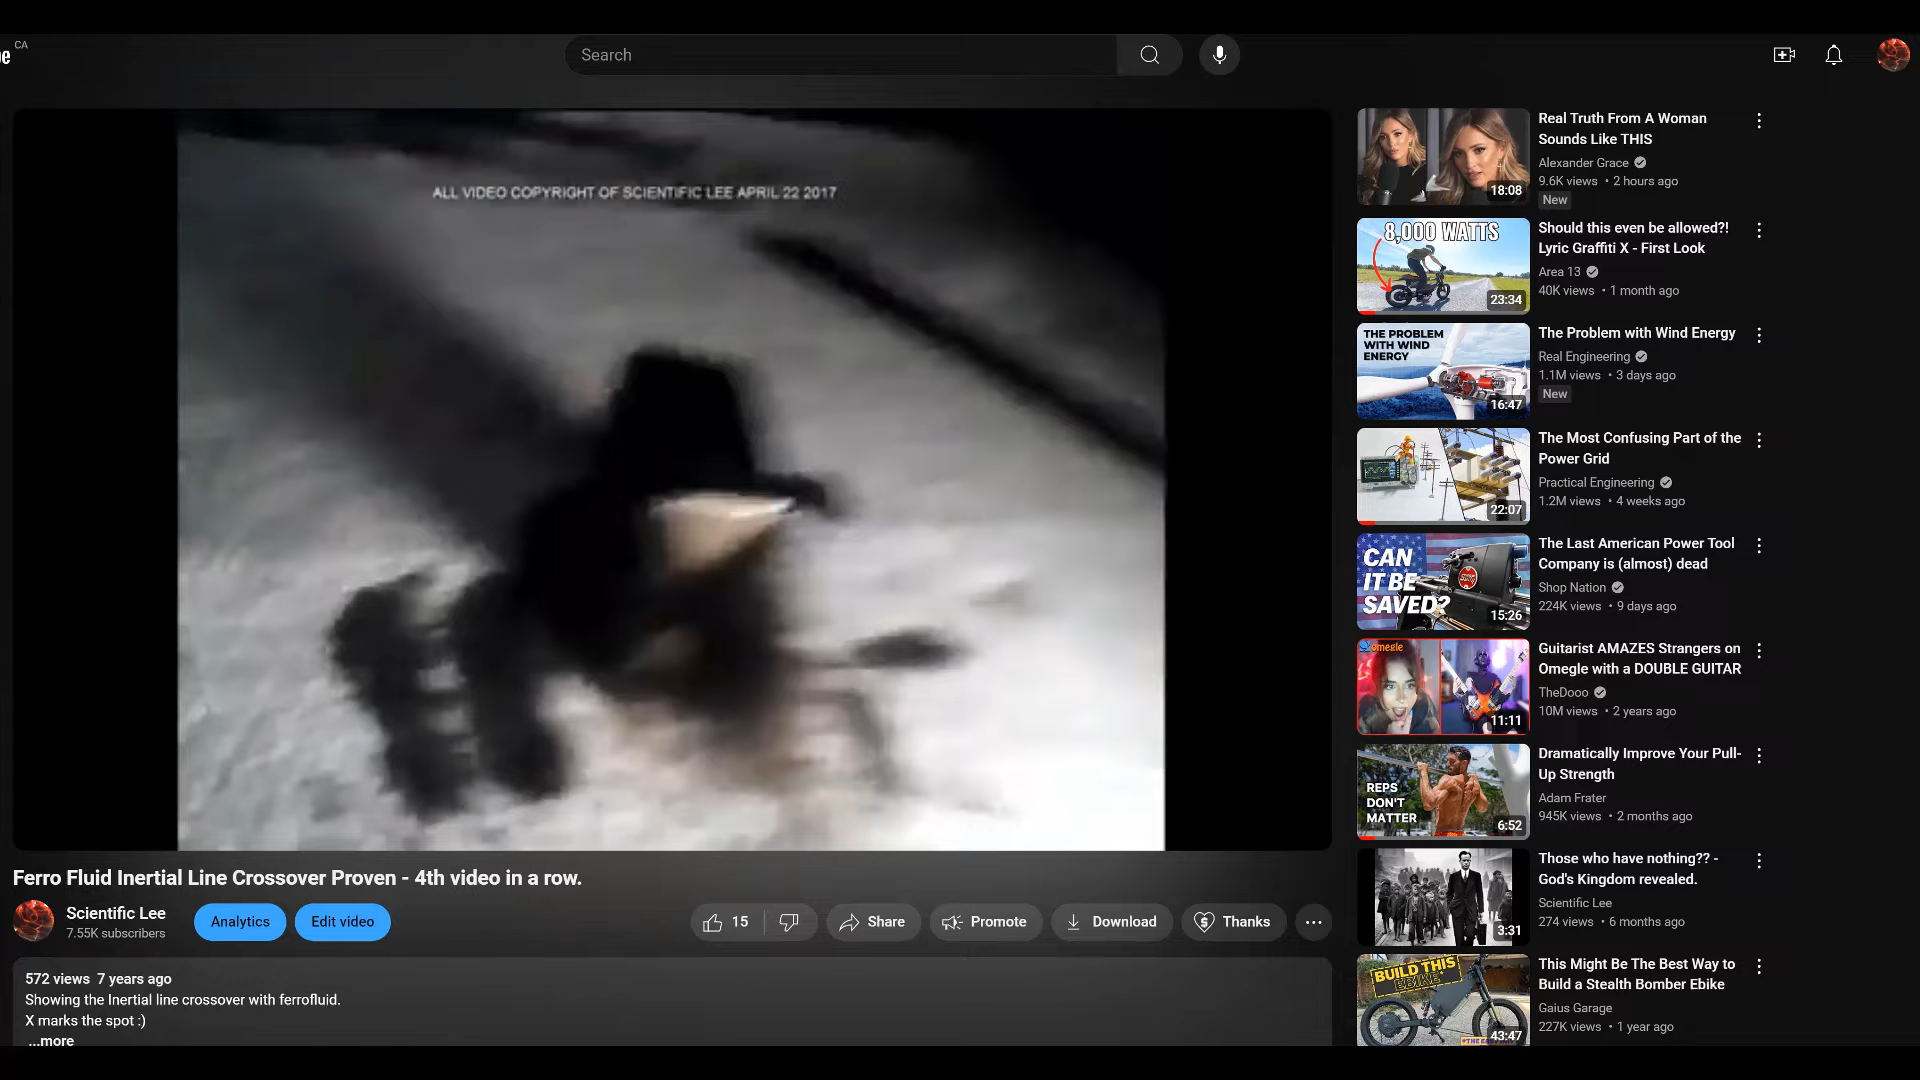 CA
Search
ALL VIDEO COPYRIGHT OF SCIENTIFIC LEE APRIL 22 2017
Ferro Fluid Inertial Line Crossover Proven - 4th video in a row.
Scientific Lee
7.55K subscribers
Analytics
Edit video
15
Share
Promote
Download
Thanks
572 views 7 years ago
Showing the Inertial line crossover with ferrofluid.
X marks the spot :)
...more
18:08
Real Truth From A Woman
Sounds Like THIS
Alexander Grace
9.6K views • 2 hours ago
New
8,000 WATTS
23:34
Should this even be allowed?!
Lyric Graffiti X - First Look
Area 13
40K views • 1 month ago
THE PROBLEM
WITH WIND
ENERGY
16:47
The Problem with Wind Energy
Real Engineering
1.1M views • 3 days ago
New
22:07
The Most Confusing Part of the
Power Grid
Practical Engineering
1.2M views • 4 weeks ago
CAN
IT BE
SAVED?
15:26
The Last American Power Tool
Company is (almost) dead
Shop Nation
224K views • 9 days ago
omegle
11:11
Guitarist AMAZES Strangers on
Omegle with a DOUBLE GUITAR
TheDooo
10M views • 2 years ago
REPS
DON'T
MATTER
6:52
Dramatically Improve Your Pull-
Up Strength
Adam Frater
945K views • 2 months ago
3:31
Those who have nothing?? -
God's Kingdom revealed.
Scientific Lee
274 views • 6 months ago
BUILD THIS
EBIKE
43:47
This Might Be The Best Way to
Build a Stealth Bomber Ebike
Gaius Garage
227K views • 1 year ago